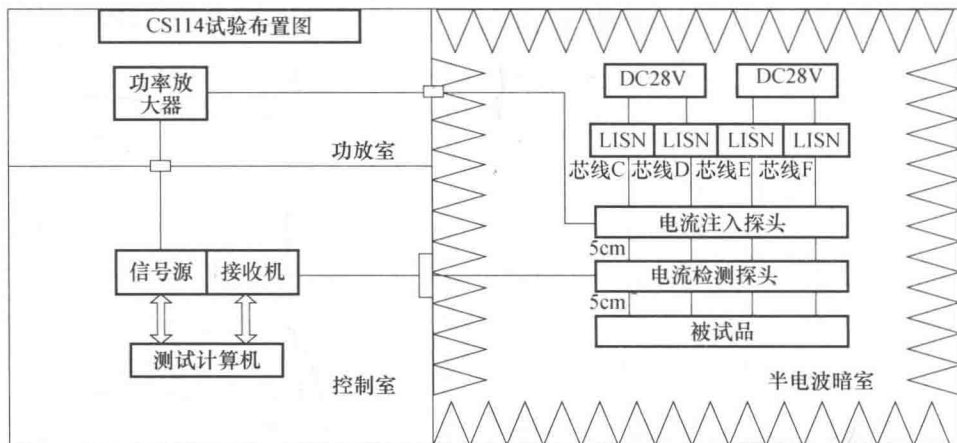 CS114试验布置图
功率放
大器
DC28V
DC28V
LISN
LISN
LISN
LISN
功放室
芯线C
芯线D
芯线E
芯线F
电流注入探头
5cm
信号源
接收机
电流检测探头
5cm
被试品
测试计算机
控制室
半电波暗室